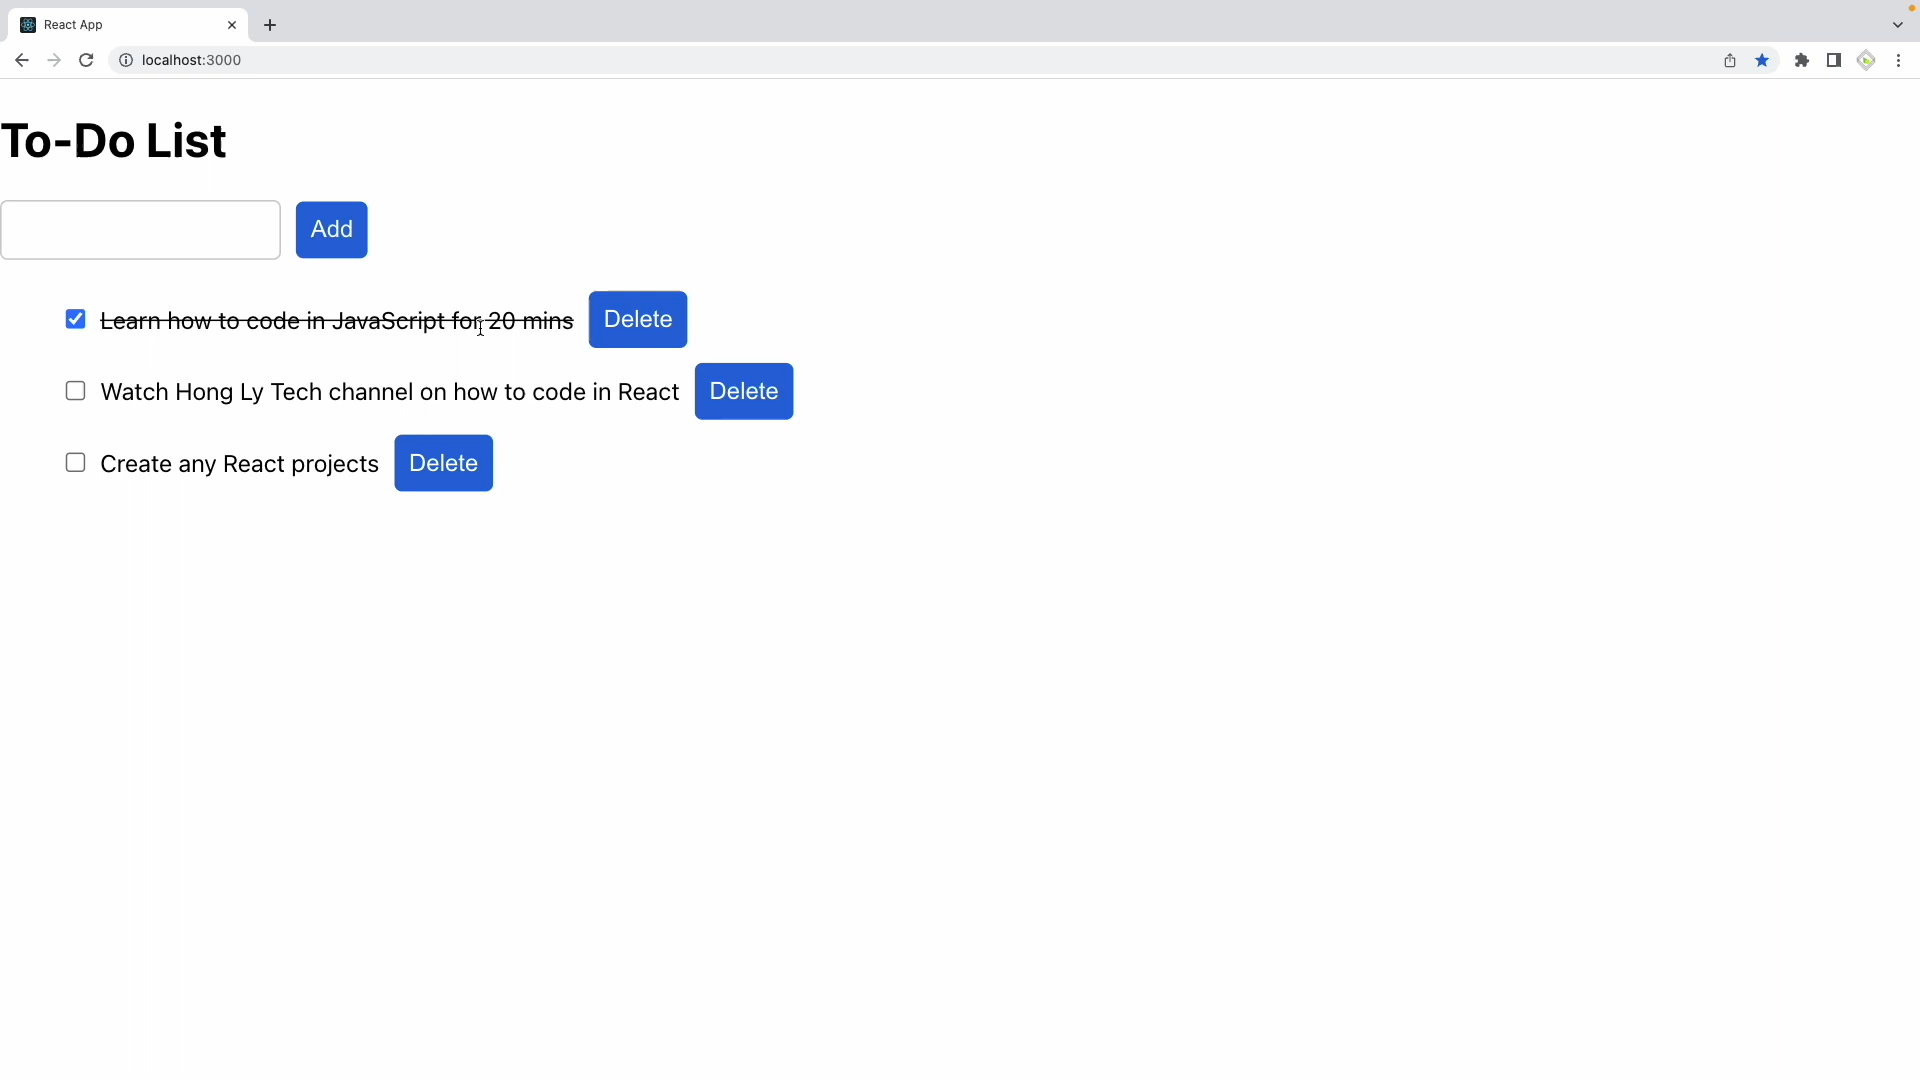 React App
localhost:3000
To-Do List
Add
Learn how to code in JavaScript for 20 mins Delete
Watch Hong Ly Tech channel on how to code in React Delete
Create any React projects Delete